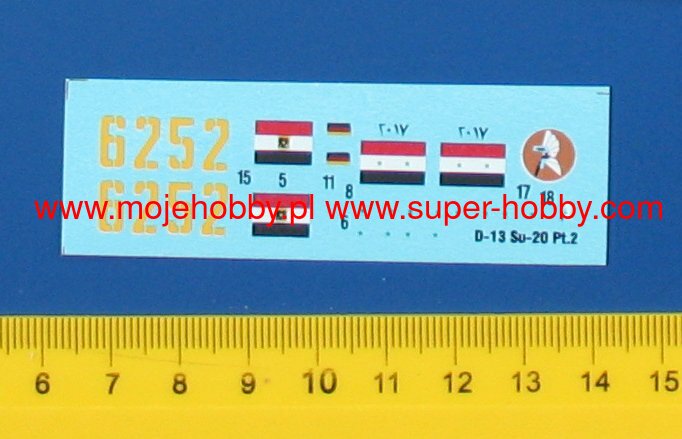 6252
٢٠١٧ ٢٠١٧
15 5 11 8 17 18
www.mojehobby.pl www.super-hobby.com
6252
6
D-13 Su-20 Pt.2
6 7 8 9 10 11 12 13 14 15